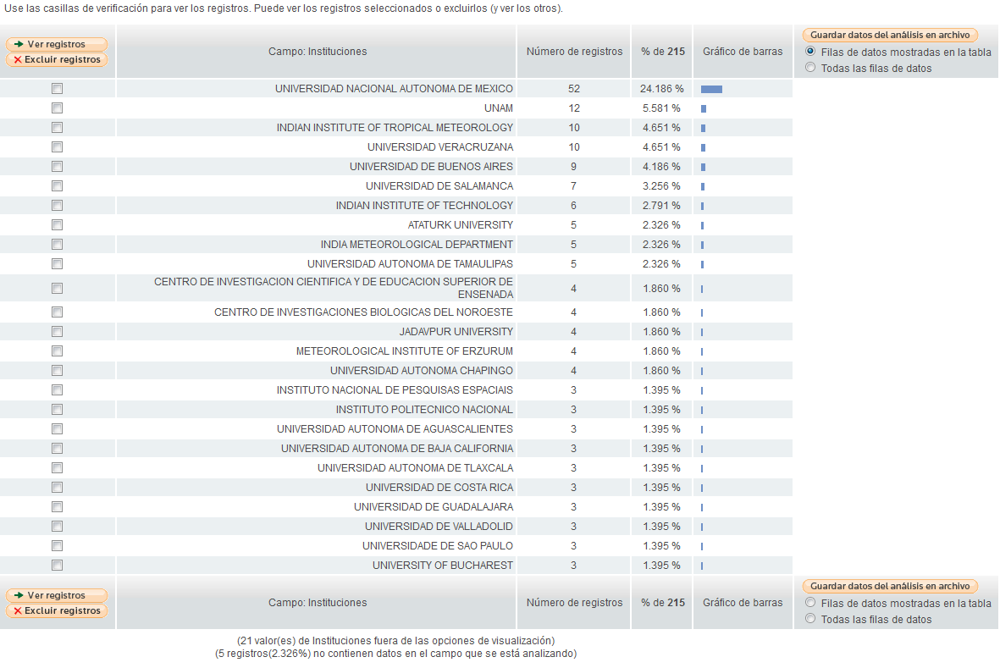 Use las casillas de verificación para ver los registros. Puede ver los registros seleccionados o excluirlos (y ver los otros).
Ver registros
Excluir registros
Campo: Instituciones
Número de registros
% de 215
Gráfico de barras
Guardar datos del análisis en archivo
Filas de datos mostradas en la tabla
Todas las filas de datos
UNIVERSIDAD NACIONAL AUTONOMA DE MEXICO 52 24.186 %
UNAM 12 5.581 %
INDIAN INSTITUTE OF TROPICAL METEOROLOGY 10 4.651 %
UNIVERSIDAD VERACRUZANA 10 4.651 %
UNIVERSIDAD DE BUENOS AIRES 9 4.186 %
UNIVERSIDAD DE SALAMANCA 7 3.256 %
INDIAN INSTITUTE OF TECHNOLOGY 6 2.791 %
ATATURK UNIVERSITY 5 2.326 %
INDIA METEOROLOGICAL DEPARTMENT 5 2.326 %
UNIVERSIDAD AUTONOMA DE TAMAULIPAS 5 2.326 %
CENTRO DE INVESTIGACION CIENTIFICA Y DE EDUCACION SUPERIOR DE
ENSENADA 4 1.860 %
CENTRO DE INVESTIGACIONES BIOLOGICAS DEL NOROESTE 4 1.860 %
JADAVPUR UNIVERSITY 4 1.860 %
METEOROLOGICAL INSTITUTE OF ERZURUM 4 1.860 %
UNIVERSIDAD AUTONOMA CHAPINGO 4 1.860 %
INSTITUTO NACIONAL DE PESQUISAS ESPACIAIS 3 1.395 %
INSTITUTO POLITECNICO NACIONAL 3 1.395 %
UNIVERSIDAD AUTONOMA DE AGUASCALIENTES 3 1.395 %
UNIVERSIDAD AUTONOMA DE BAJA CALIFORNIA 3 1.395 %
UNIVERSIDAD AUTONOMA DE TLAXCALA 3 1.395 %
UNIVERSIDAD DE COSTA RICA 3 1.395 %
UNIVERSIDAD DE GUADALAJARA 3 1.395 %
UNIVERSIDAD DE VALLADOLID 3 1.395 %
UNIVERSIDADE DE SAO PAULO 3 1.395 %
UNIVERSITY OF BUCHAREST 3 1.395 %
Ver registros
Excluir registros
Campo: Instituciones
Número de registros
% de 215
Gráfico de barras
Guardar datos del análisis en archivo
Filas de datos mostradas en la tabla
Todas las filas de datos
(21 valor(es) de Instituciones fuera de las opciones de visualización)
(5 registros(2.326%) no contienen datos en el campo que se está analizando)